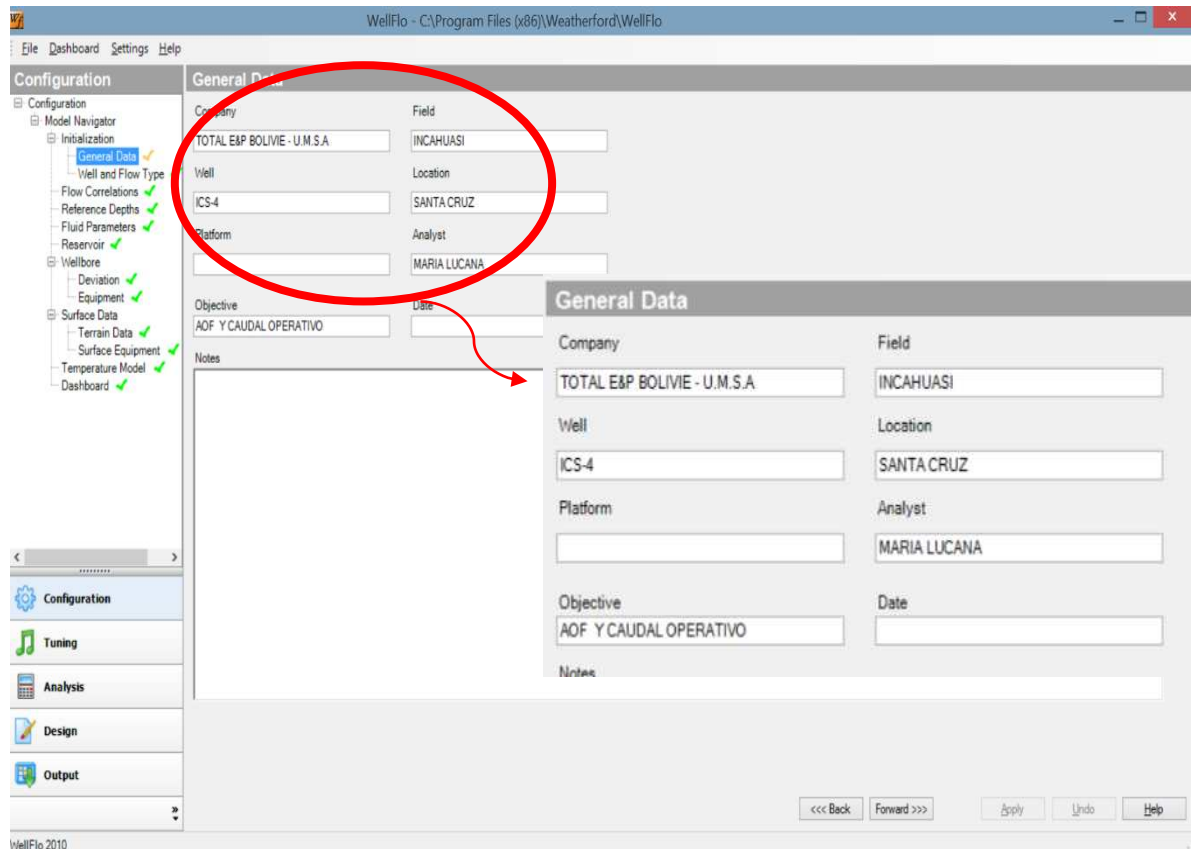 WellFlo - C:\Program Files (x86)\Weatherford\WellFlo
File Dashboard Settings Help
Configuration
Configuration
Model Navigator
Initialization
General Data
Well and Flow Type
Flow Correlations
Reference Depths
Fluid Parameters
Reservoir
Wellbore
Deviation
Equipment
Surface Data
Terrain Data
Surface Equipment
Temperature Model
Dashboard
Configuration
Tuning
Analysis
Design
Output
General Data
Company Field
TOTAL E&P BOLIVIE - U.M.S.A INCAHUASI
Well Location
ICS-4 SANTA CRUZ
Platform Analyst
MARIA LUCANA
Objective Date
AOF Y CAUDAL OPERATIVO
Notes
General Data
Company Field
TOTAL E&P BOLIVIE - U.M.S.A INCAHUASI
Well Location
ICS-4 SANTA CRUZ
Platform Analyst
MARIA LUCANA
Objective Date
AOF Y CAUDAL OPERATIVO
Notes
<<< Back Forward >>> Apply Undo Help
WellFlo 2010